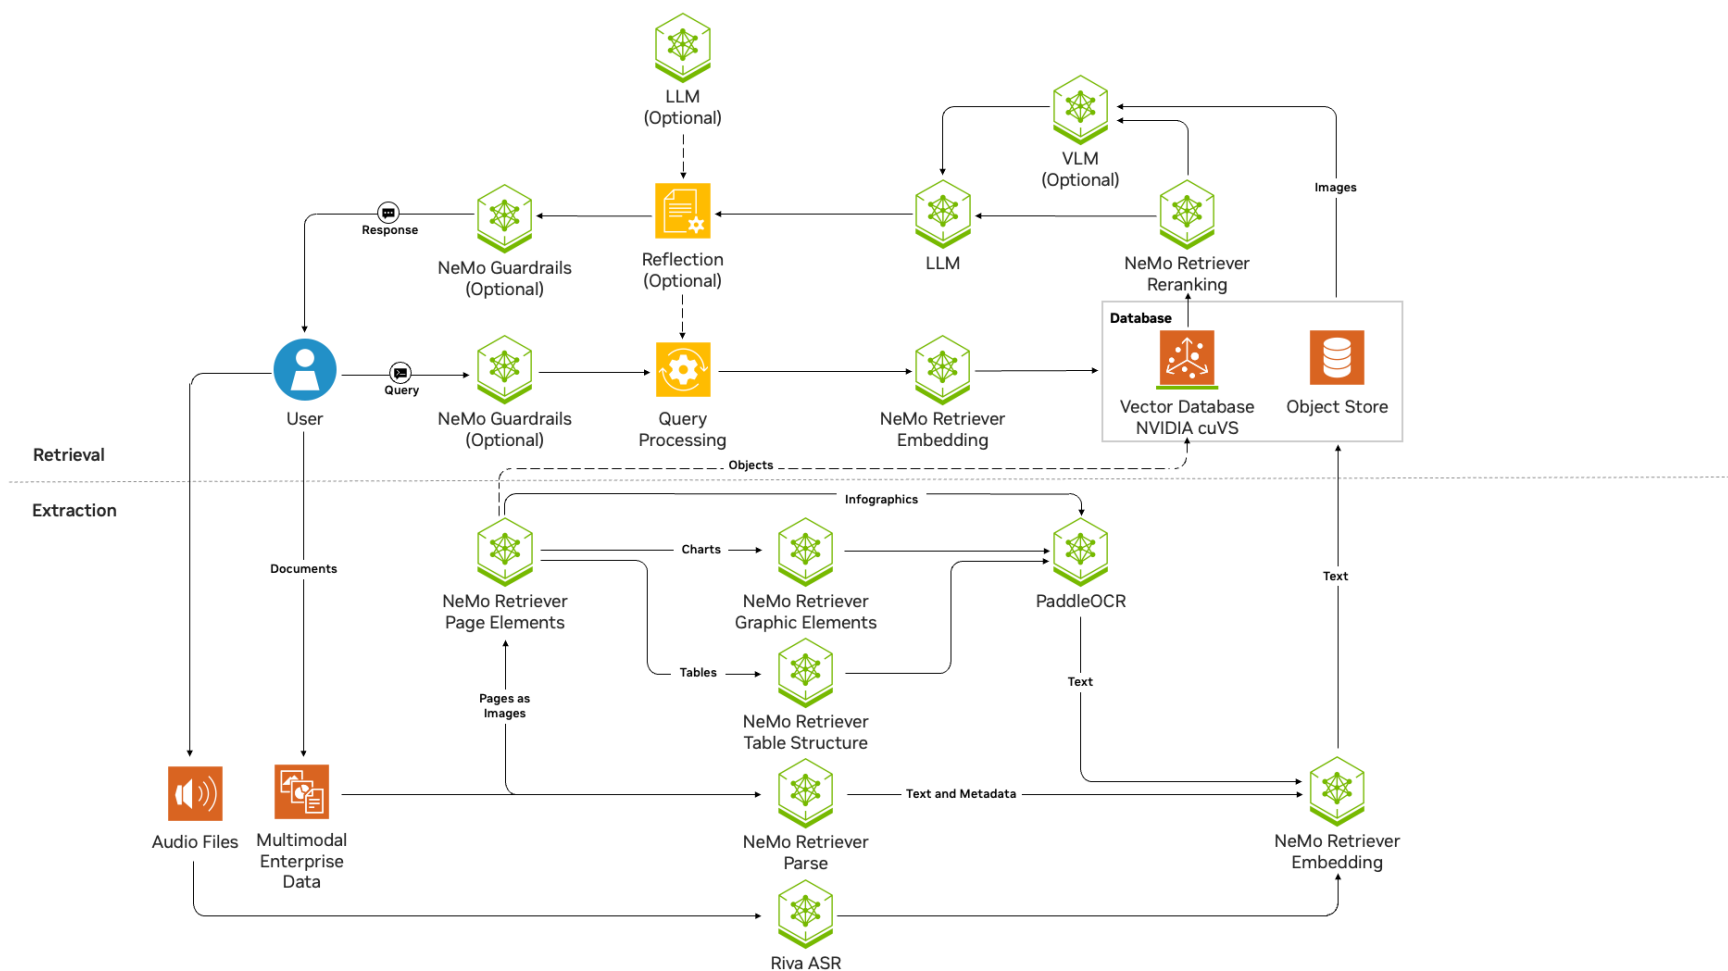 LLM
(Optional)
VLM
(Optional)
Images
Response
NeMo Guardrails
(Optional)
Reflection
(Optional)
LLM
NeMo Retriever
Reranking
Database
User
Query
NeMo Guardrails
(Optional)
Query
Processing
NeMo Retriever
Embedding
Vector Database
NVIDIA cuVS
Object Store
Retrieval
Objects
Extraction
Infographics
Documents
Charts
NeMo Retriever
Page Elements
NeMo Retriever
Graphic Elements
PaddleOCR
Text
Pages as
Images
Tables
Text
NeMo Retriever
Table Structure
Audio Files
Multimodal
Enterprise
Data
Text and Metadata
NeMo Retriever
Parse
NeMo Retriever
Embedding
Riva ASR